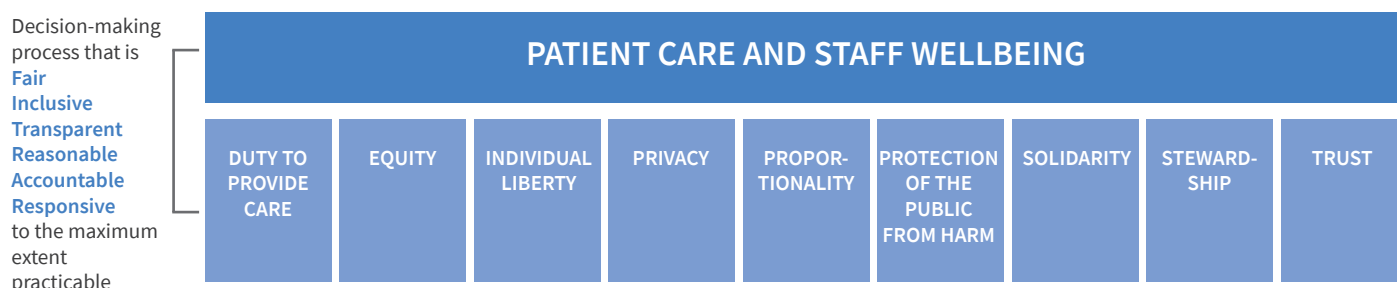 Decision-making
process that is
Fair
Inclusive
Transparent
Reasonable
Accountable
Responsive
to the maximum
extent
practicable
PATIENT CARE AND STAFF WELLBEING
DUTY TO
PROVIDE
CARE
EQUITY
INDIVIDUAL
LIBERTY
PRIVACY
PROPOR-
TIONALITY
PROTECTION
OF THE
PUBLIC
FROM HARM
SOLIDARITY
STEWARD-
SHIP
TRUST